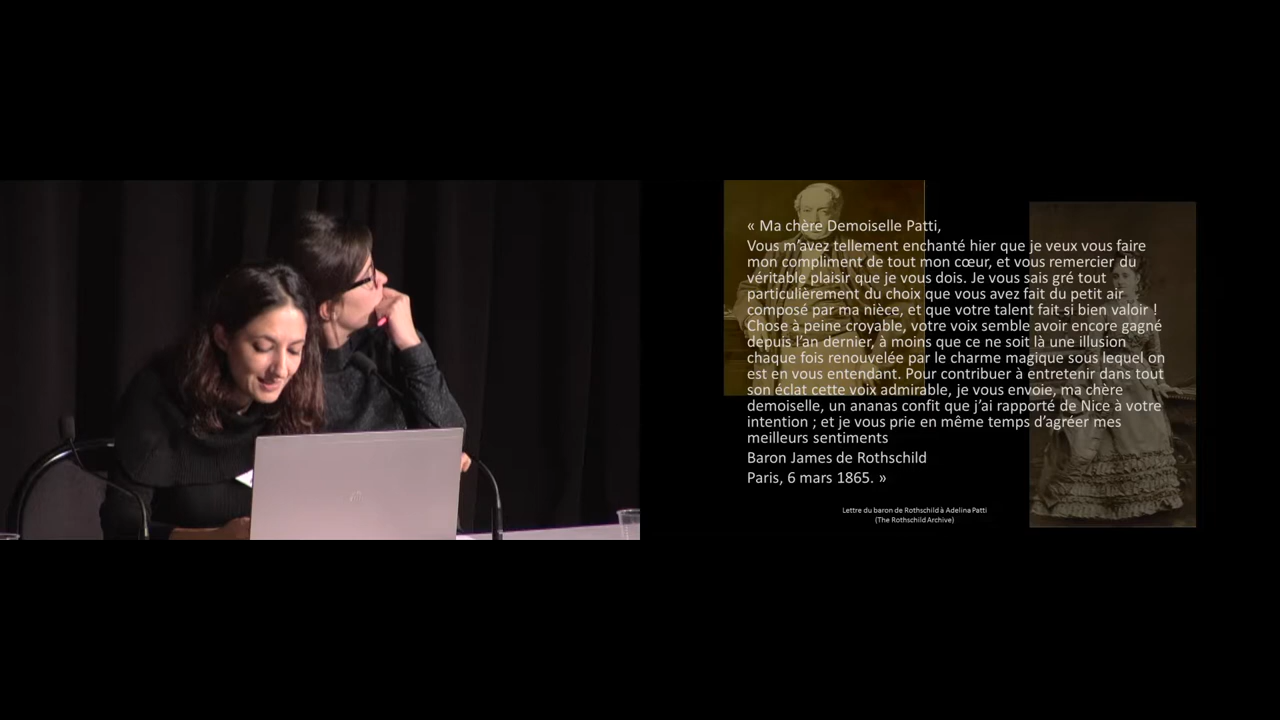 « Ma chère Demoiselle Patti,
Vous m’avez tellement enchanté hier que je veux vous faire
mon compliment de tout mon cœur, et vous remercier du
véritable plaisir que je vous dois. Je vous sais gré tout
particulièrement du choix que vous avez fait du petit air
composé par ma nièce, et que votre talent fait si bien valoir !
Chose à peine croyable, votre voix semble avoir encore gagné
depuis l’an dernier, à moins que ce ne soit là une illusion
chaque fois renouvelée par le charme magique sous lequel on
est en vous entendant. Pour contribuer à entretenir dans tout
son éclat cette voix admirable, je vous envoie, ma chère
demoiselle, un ananas confit que j’ai rapporté de Nice à votre
intention ; et je vous prie en même temps d’agréer mes
meilleurs sentiments
Baron James de Rothschild
Paris, 6 mars 1865. »
Lettre du baron de Rothschild à Adelina Patti
(The Rothschild Archive)